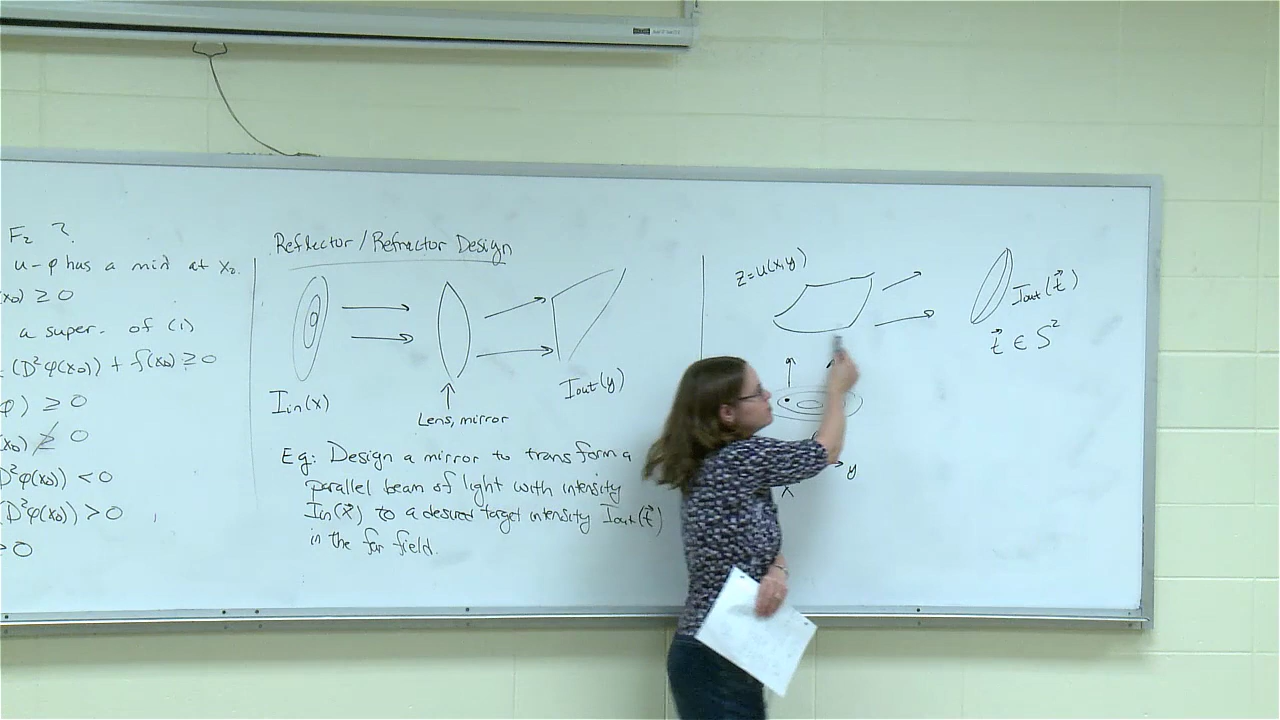 F₂ ?
u-φ has a min at x₀.
x₀) ≥ 0
a super. of (1)
(D²φ(x₀)) + f(x₀) ≥ 0
φ) ≥ 0
x₀) ≥ 0
D²φ(x₀)) < 0
(D²φ(x₀)) > 0
> 0
Reflector / Refractor Design
Iin(x)
Lens, mirror
Iout(y)
Eg: Design a mirror to transform a
parallel beam of light with intensity
Iin(x⃗) to a desired target intensity Iout(t⃗)
in the far field.
z=u(x,y)
Iout(t⃗)
t⃗ ∈ S²
y
x